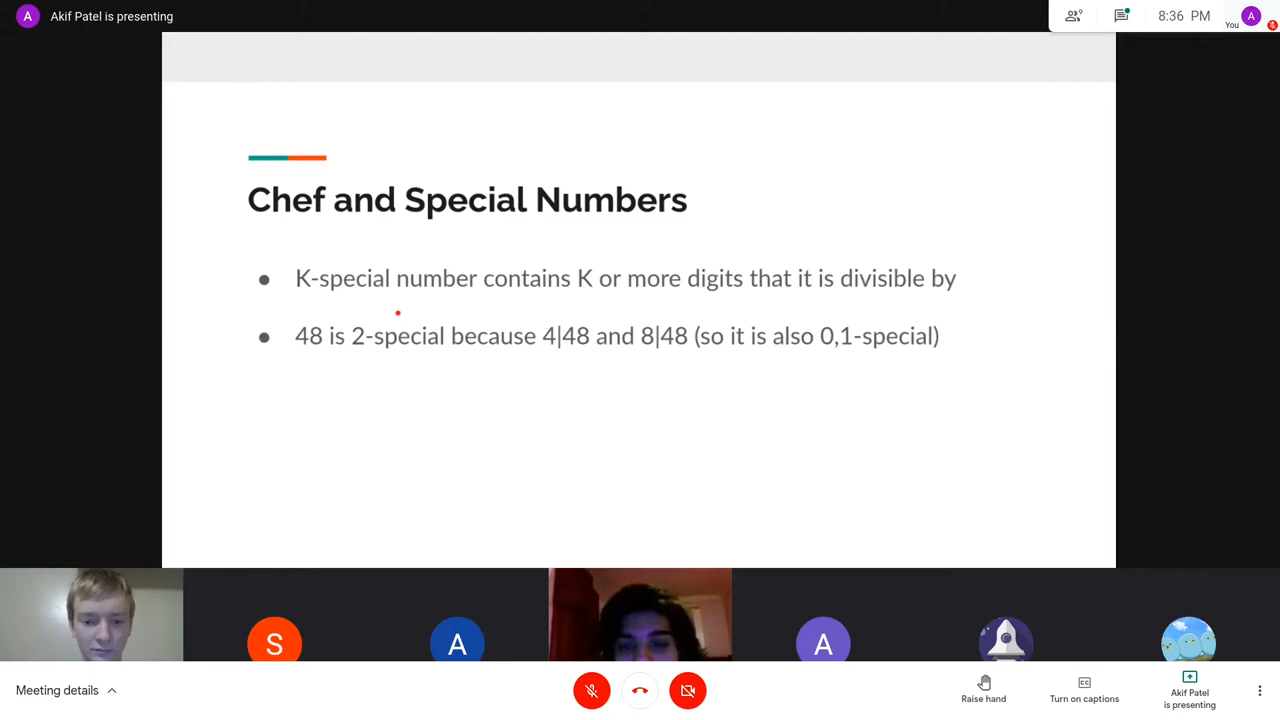 A
Akif Patel is presenting
9
8:36 PM
You
A
Chef and Special Numbers
● K-special number contains K or more digits that it is divisible by
● 48 is 2-special because 4|48 and 8|48 (so it is also 0,1-special)
S
A
A
Meeting details
Raise hand
CC
Turn on captions
Akif Patel
is presenting